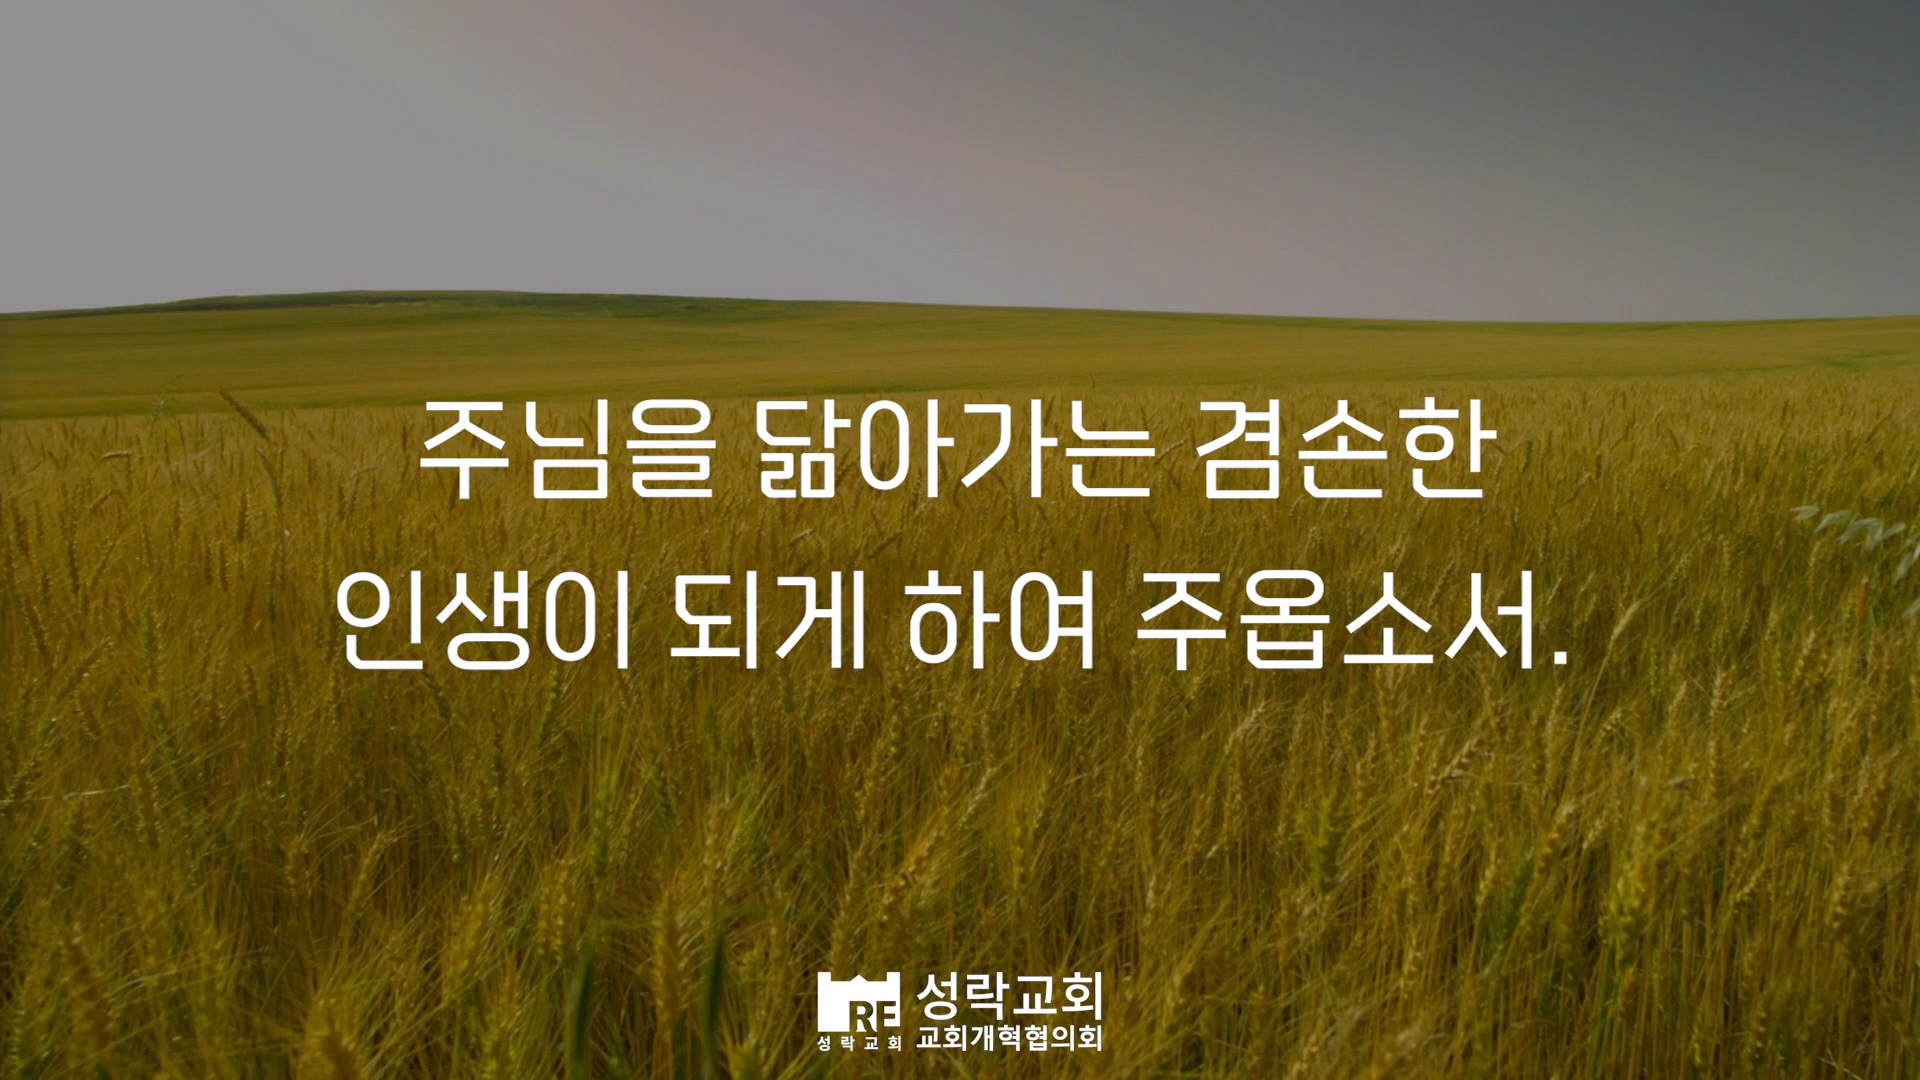 주님을 닮아가는 겸손한
인생이 되게 하여 주옵소서.
RE
성락교회
성락교회
교회개혁협의회